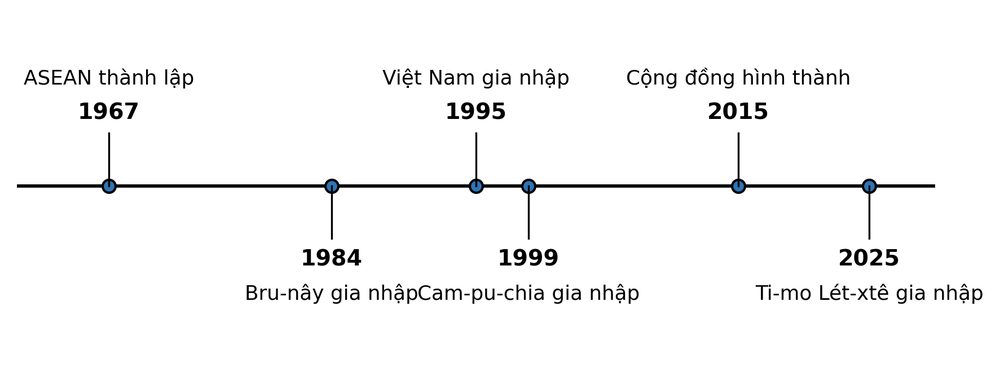 ASEAN thành lập
1967
Việt Nam gia nhập
1995
Cộng đồng hình thành
2015
1984
Bru-nây gia nhập
1999
Cam-pu-chia gia nhập
2025
Ti-mo Lét-xtê gia nhập